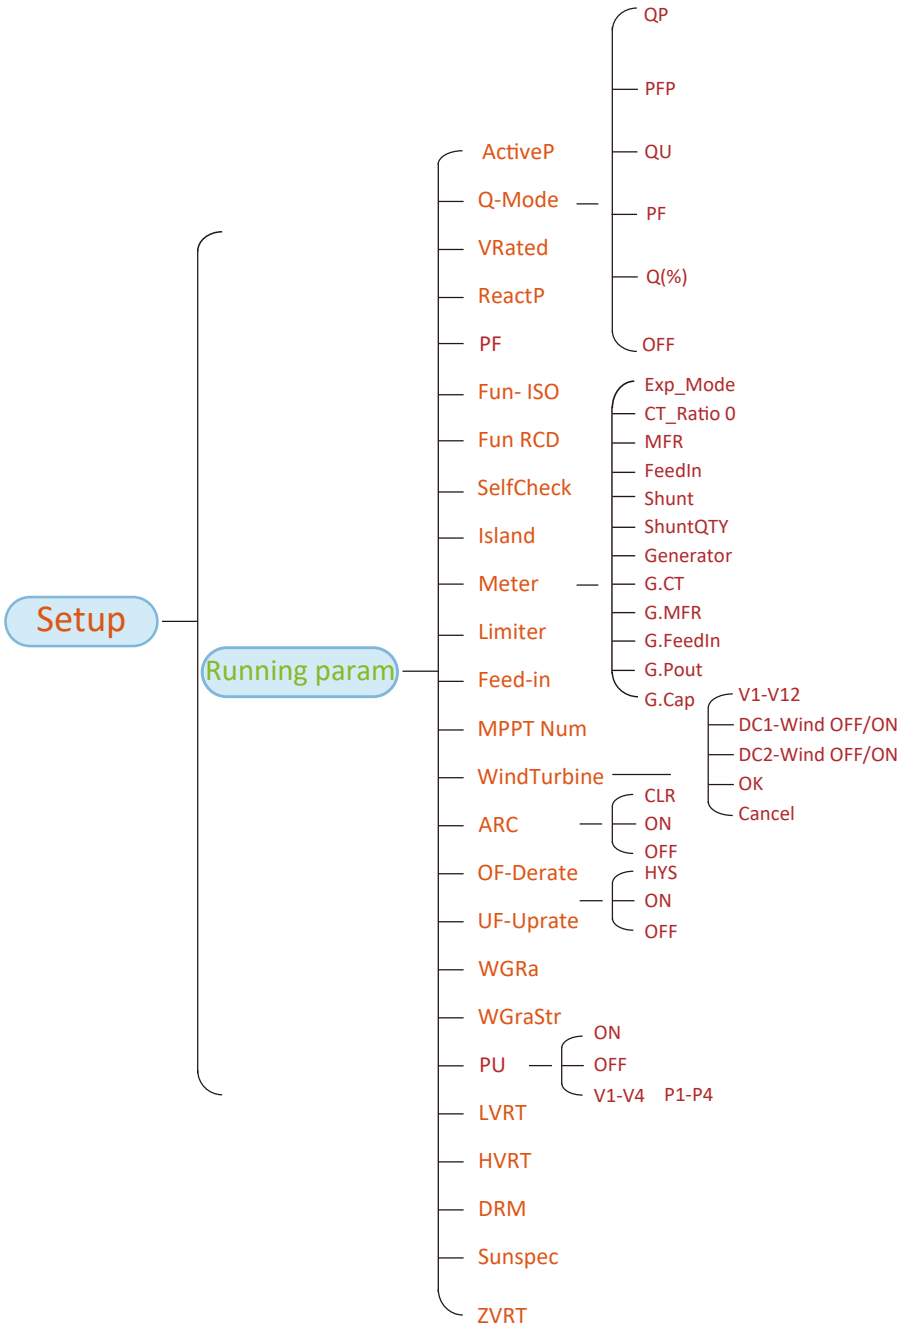 Setup
Running param
ActiveP
Q-Mode
QP
PFP
QU
PF
Q(%)
OFF
VRated
ReactP
PF
Fun- ISO
Fun RCD
SelfCheck
Island
Meter
Exp_Mode
CT_Ratio 0
MFR
FeedIn
Shunt
ShuntQTY
Generator
G.CT
G.MFR
G.FeedIn
G.Pout
G.Cap
Limiter
Feed-in
MPPT Num
WindTurbine
V1-V12
DC1-Wind OFF/ON
DC2-Wind OFF/ON
OK
Cancel
ARC
CLR
ON
OFF
OF-Derate
UF-Uprate
HYS
ON
OFF
WGRa
WGraStr
PU
ON
OFF
V1-V4 P1-P4
LVRT
HVRT
DRM
Sunspec
ZVRT